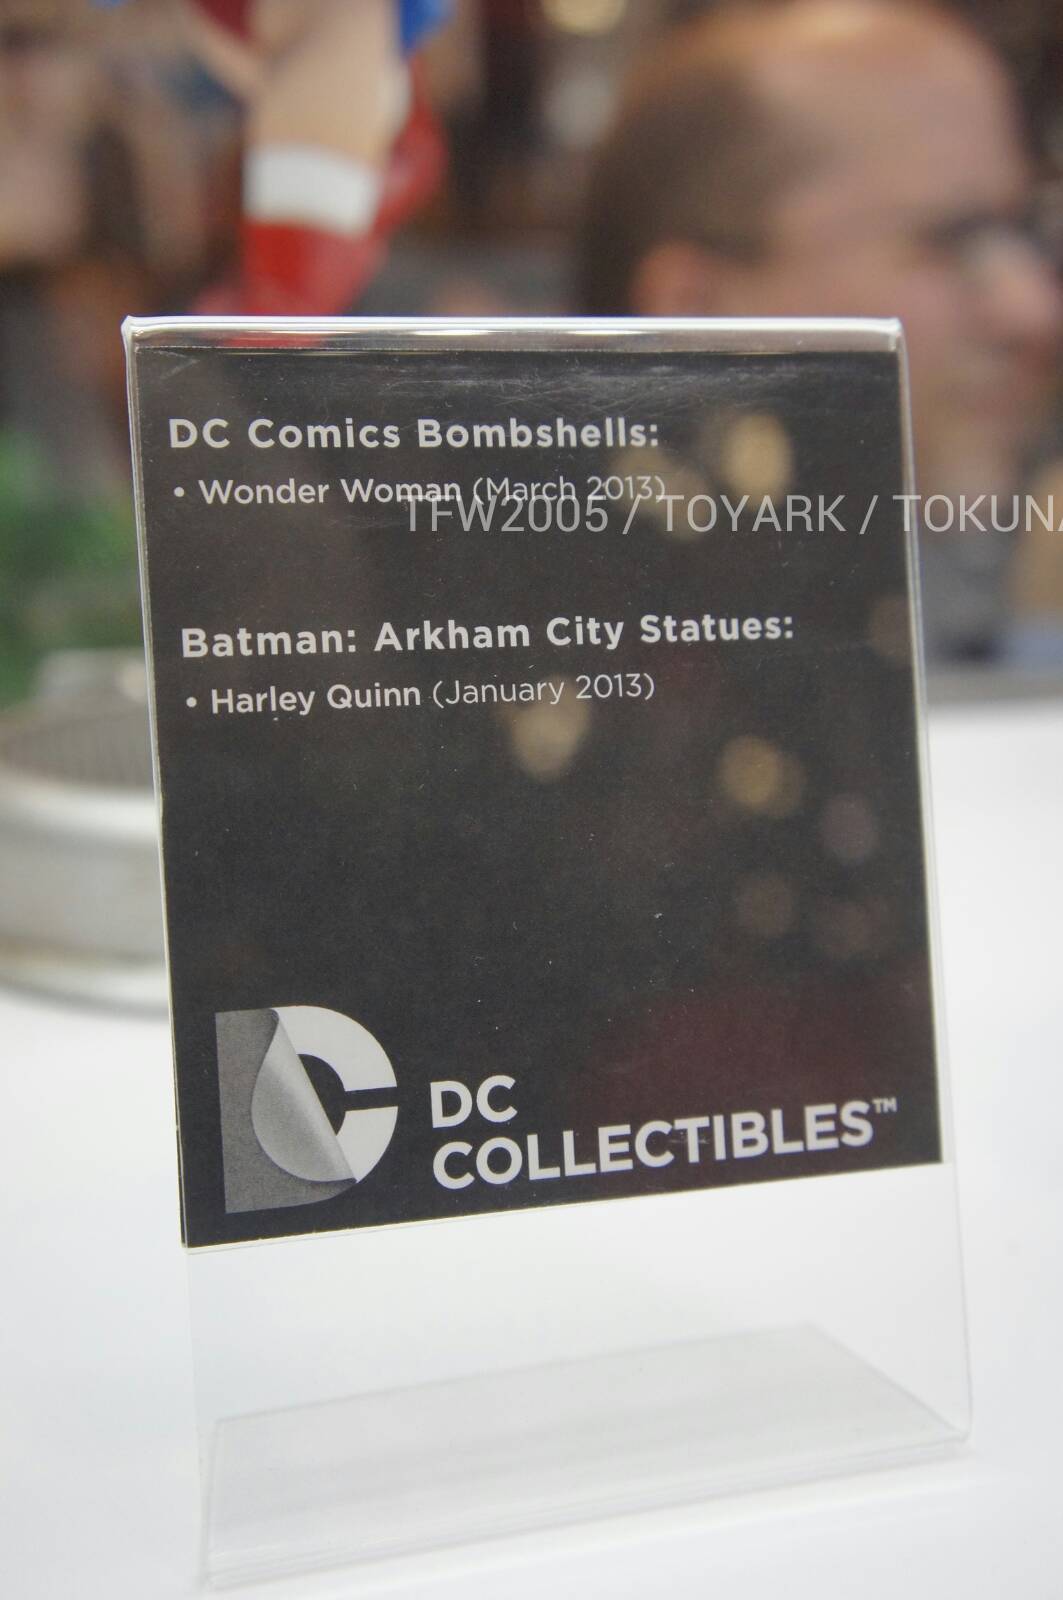 DC Comics Bombshells:
• Wonder Woman (March 2013)
TFW2005 / TOYARK / TOKUN
Batman: Arkham City Statues:
• Harley Quinn (January 2013)
DC
COLLECTIBLES™